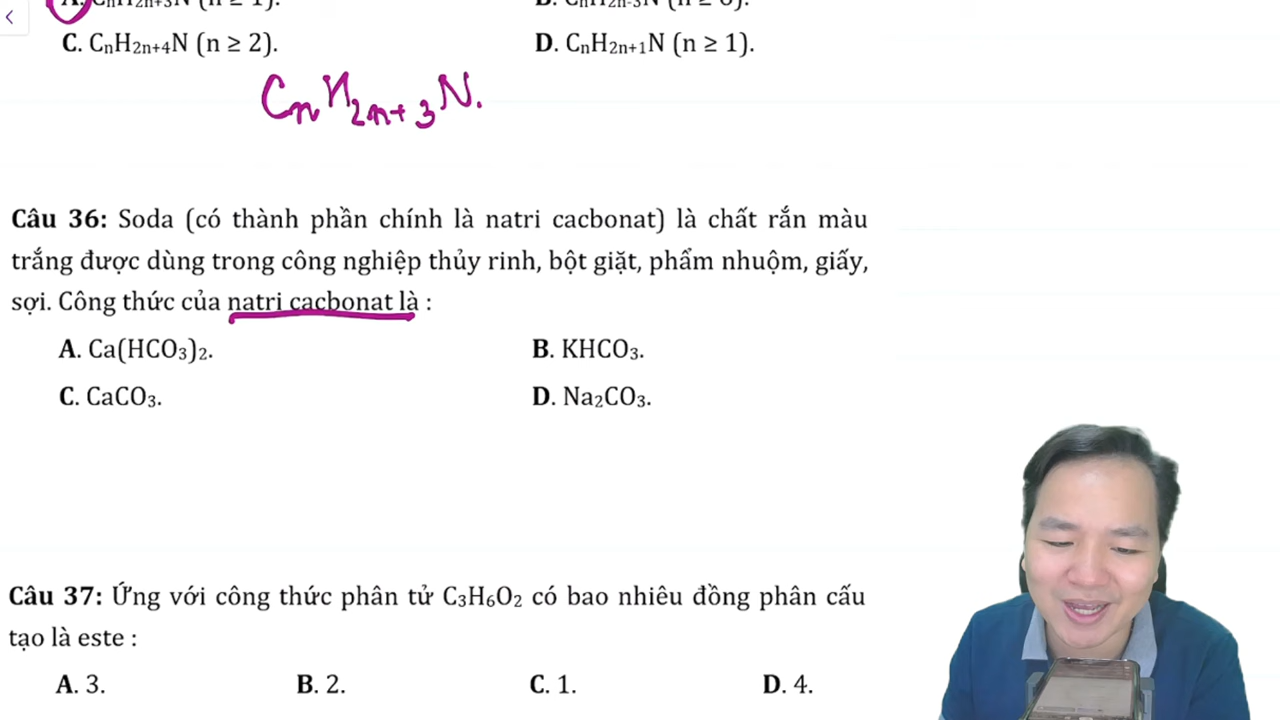 C. CnH2n+4N (n ≥ 2). D. CnH2n+1N (n ≥ 1).
CnH2n+3N.
Câu 36: Soda (có thành phần chính là natri cacbonat) là chất rắn màu
trắng được dùng trong công nghiệp thủy rinh, bột giặt, phẩm nhuộm, giấy,
sợi. Công thức của natri cacbonat là :
A. Ca(HCO3)2. B. KHCO3.
C. CaCO3. D. Na2CO3.
Câu 37: Ứng với công thức phân tử C3H6O2 có bao nhiêu đồng phân cấu
tạo là este :
A. 3. B. 2. C. 1. D. 4.